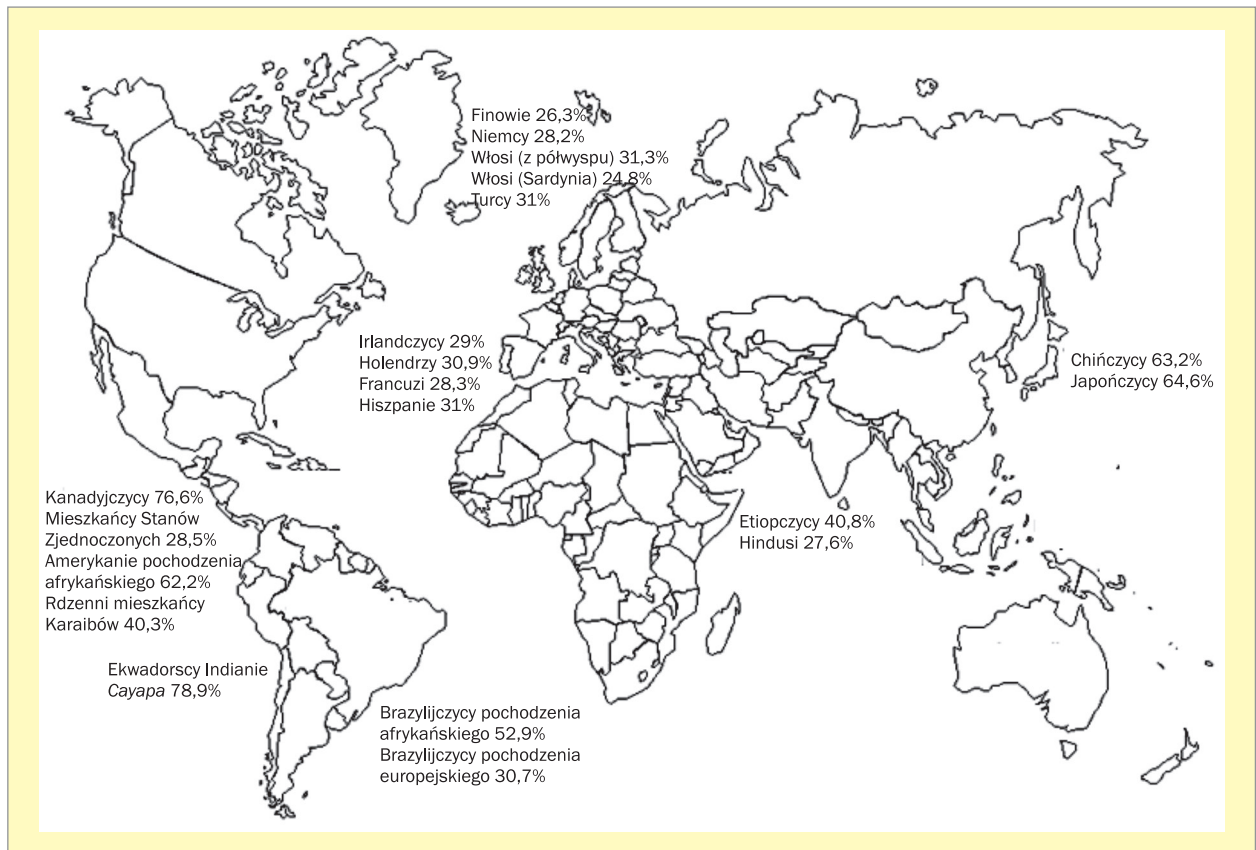 Finowie 26,3%
Niemcy 28,2%
Włosi (z półwyspu) 31,3%
Włosi (Sardynia) 24,8%
Turcy 31%
Irlandczycy 29%
Holendrzy 30,9%
Francuzi 28,3%
Hiszpanie 31%
Chińczycy 63,2%
Japończycy 64,6%
Kanadyjczycy 76,6%
Mieszkańcy Stanów
Zjednoczonych 28,5%
Amerykanie pochodzenia
afrykańskiego 62,2%
Rdzenni mieszkańcy
Karaibów 40,3%
Etiopczycy 40,8%
Hindusi 27,6%
Ekwadorscy Indianie
Cayapa 78,9%
Brazylijczycy pochodzenia
afrykańskiego 52,9%
Brazylijczycy pochodzenia
europejskiego 30,7%